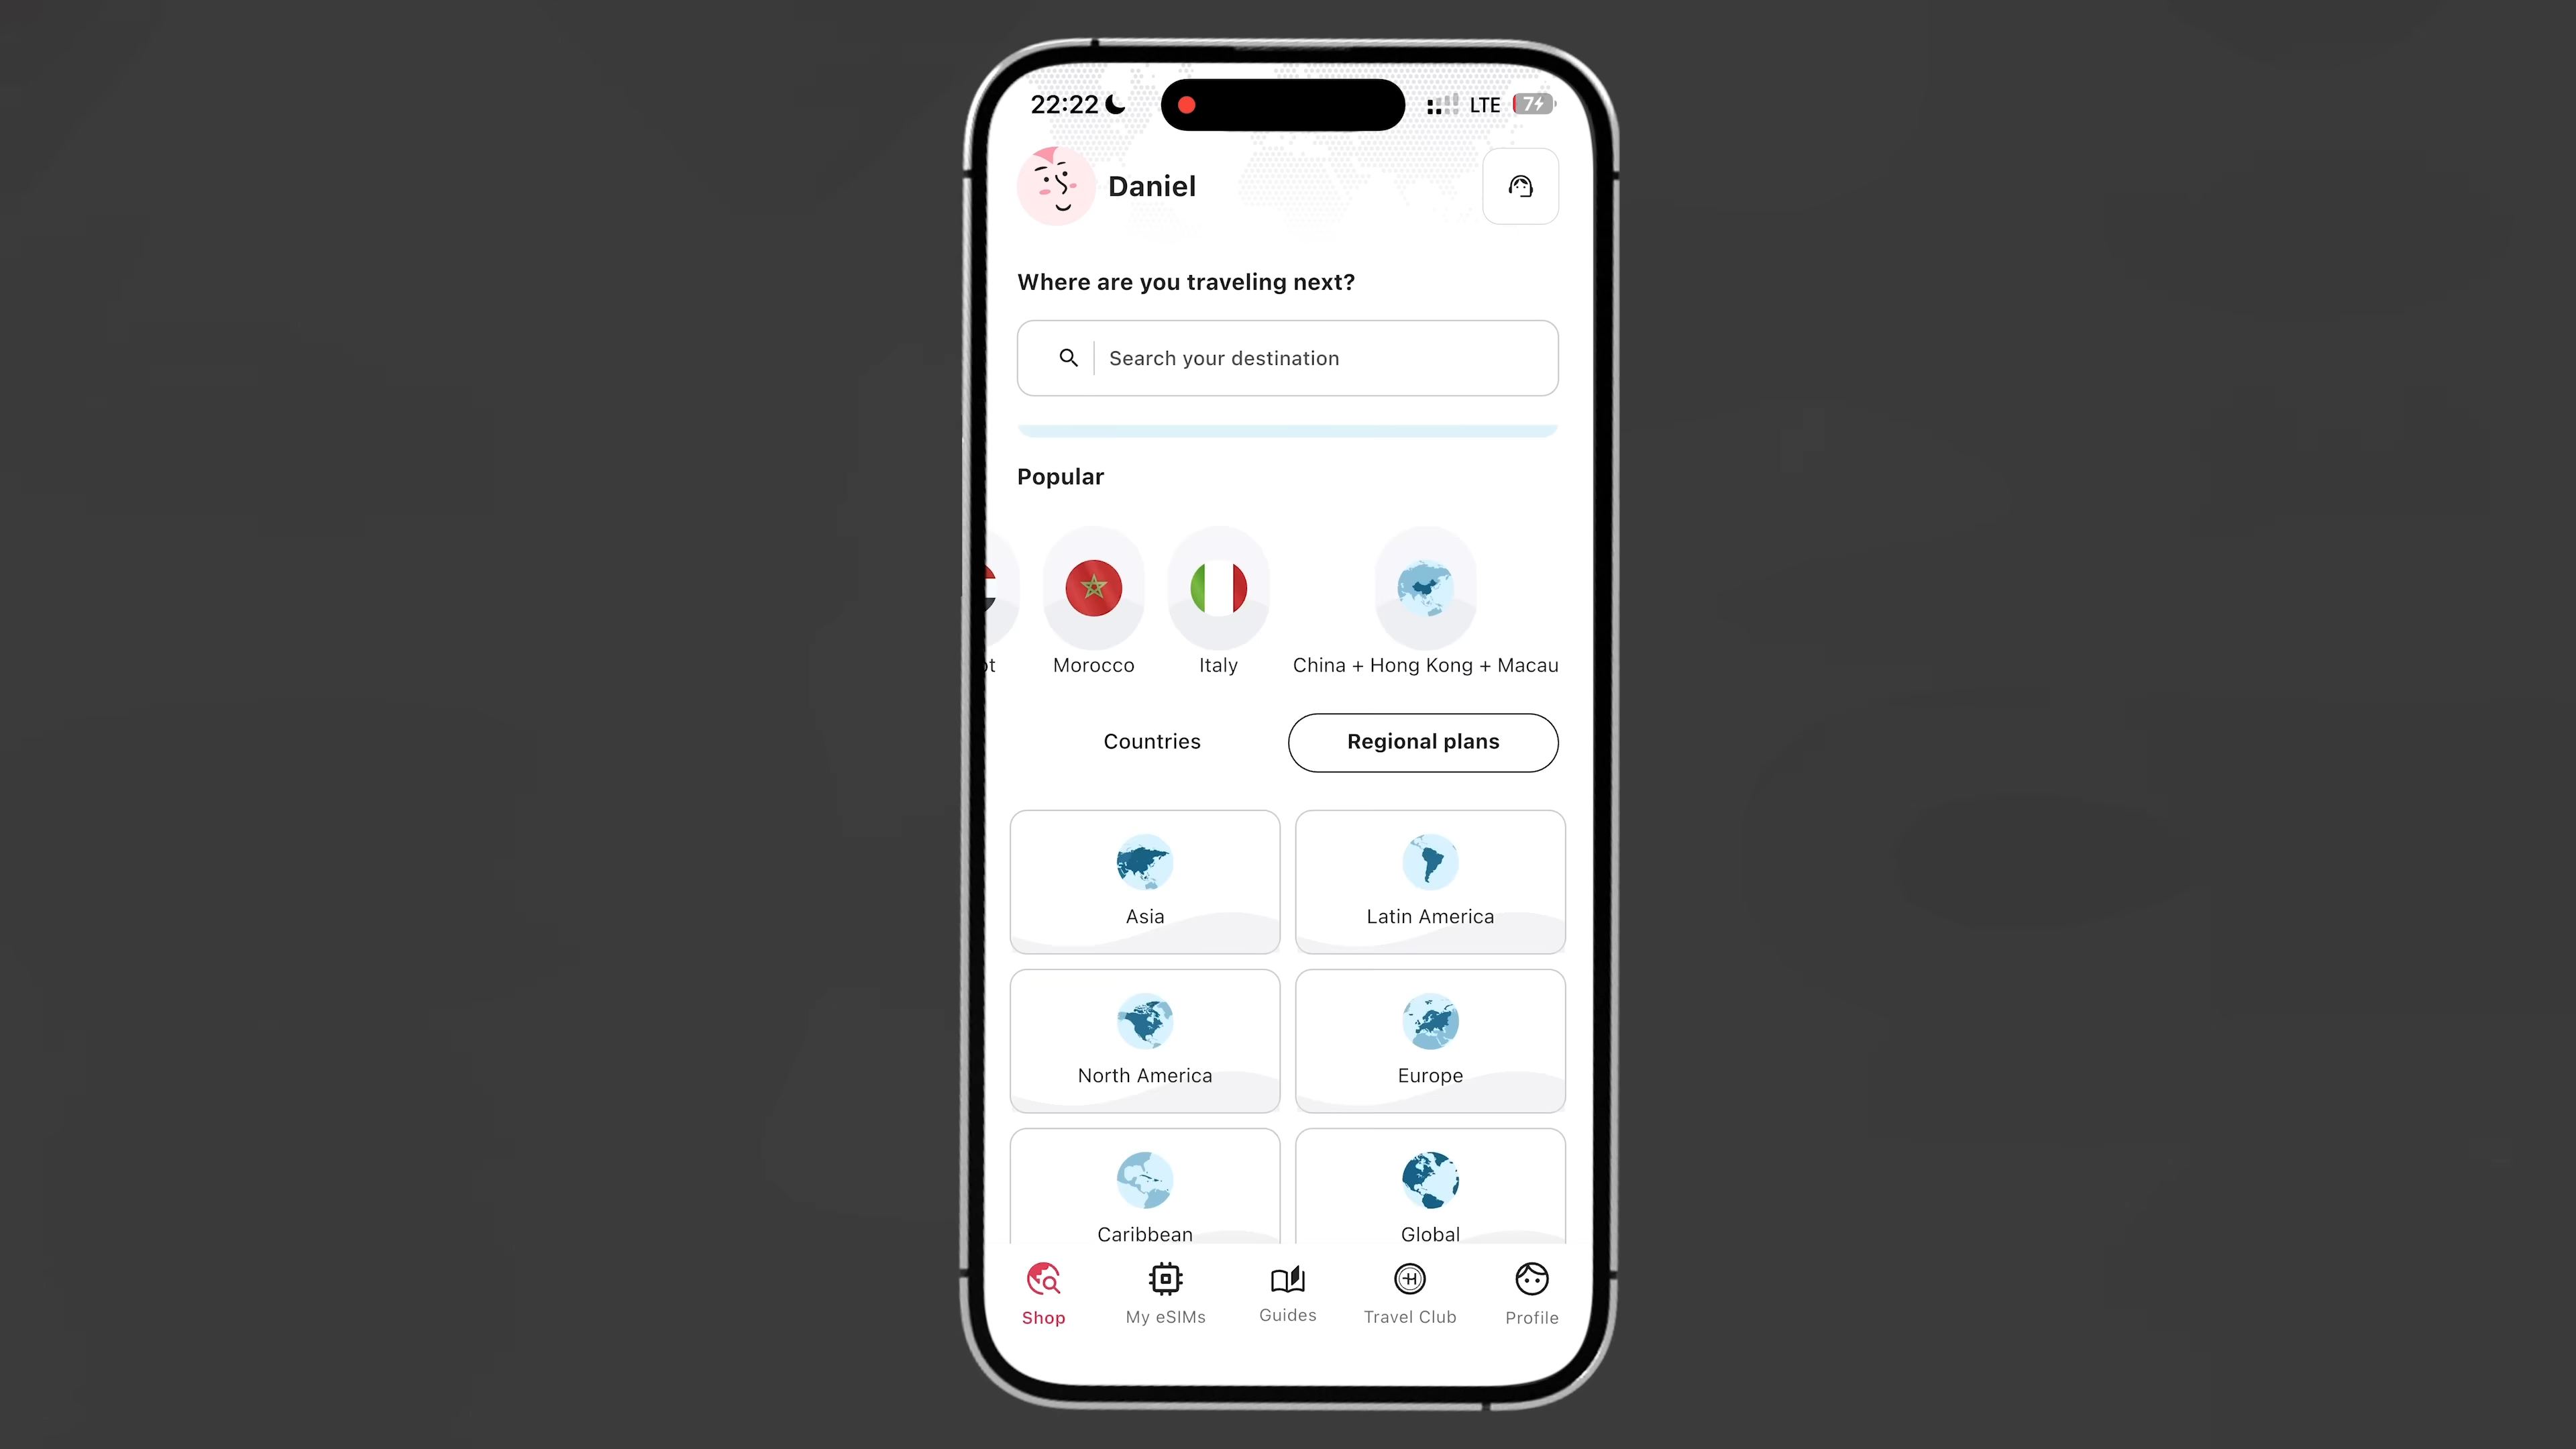 22:22 LTE 7
Daniel
Where are you traveling next?
Search your destination
Popular
Morocco Italy China + Hong Kong + Macau
Countries Regional plans
Asia Latin America
North America Europe
Caribbean Global
Shop My eSIMs Guides Travel Club Profile